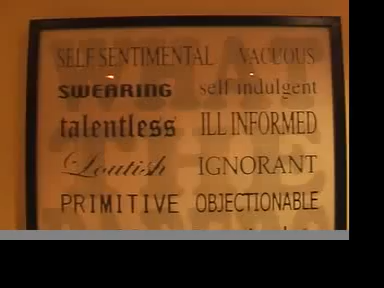 SELF SENTIMENTAL VACUOUS
SWEARING self indulgent
talentless ILL INFORMED
Loutish IGNORANT
PRIMITIVE OBJECTIONABLE